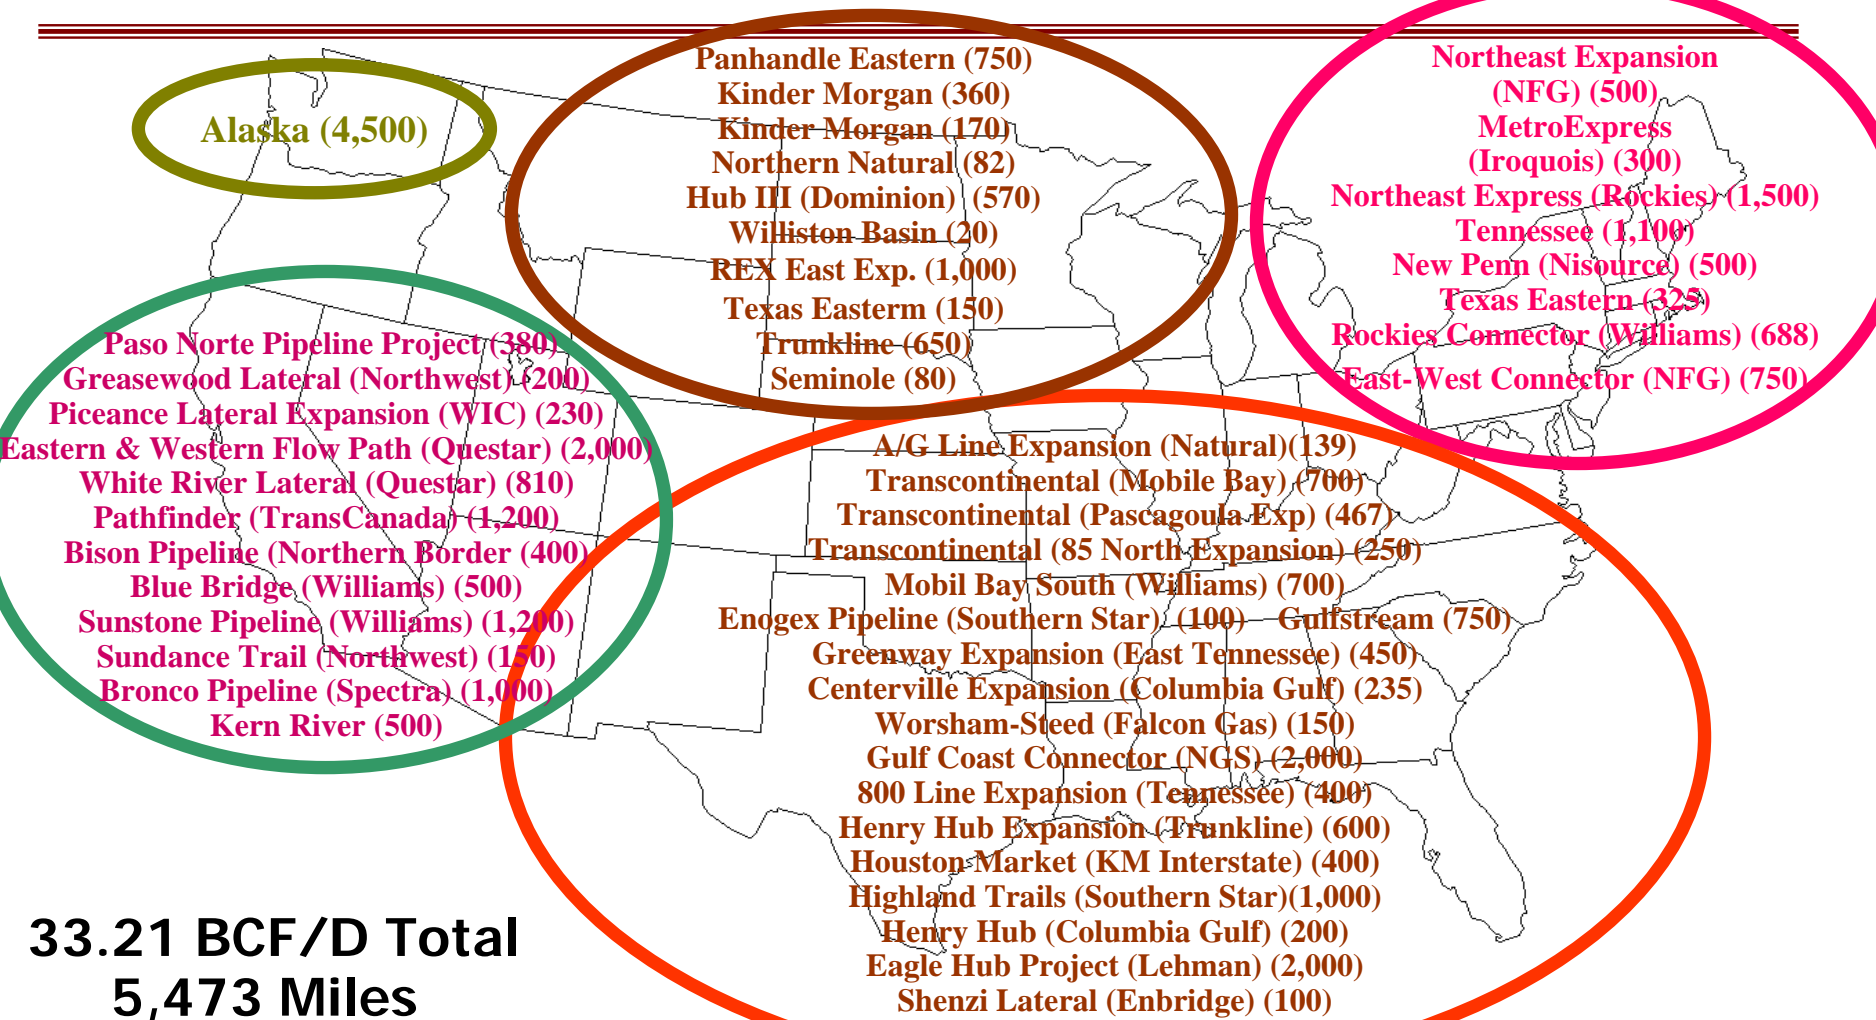 Alaska (4,500)
Panhandle Eastern (750)
Kinder Morgan (360)
Kinder Morgan (170)
Northern Natural (82)
Hub III (Dominion)  (570)
Williston Basin (20)
REX East Exp. (1,000)
Texas Easterm (150)
Trunkline (650)
Seminole (80)
Northeast Expansion
(NFG) (500)
MetroExpress
(Iroquois) (300)
Northeast Express (Rockies) (1,500)
Tennessee (1,100)
New Penn (Nisource) (500)
Texas Eastern (325)
Rockies Connector (Williams) (688)
East-West Connector (NFG) (750)
Paso Norte Pipeline Project (380)
Greasewood Lateral (Northwest) (200)
Piceance Lateral Expansion (WIC) (230)
Eastern & Western Flow Path (Questar) (2,000)
White River Lateral (Questar) (810)
Pathfinder (TransCanada) (1,200)
Bison Pipeline (Northern Border (400)
Blue Bridge (Williams) (500)
Sunstone Pipeline (Williams) (1,200)
Sundance Trail (Northwest) (150)
Bronco Pipeline (Spectra) (1,000)
Kern River (500)
A/G Line Expansion (Natural)(139)
Transcontinental (Mobile Bay) (700)
Transcontinental (Pascagoula Exp) (467)
Transcontinental (85 North Expansion) (250)
Mobil Bay South (Williams) (700)
Enogex Pipeline (Southern Star)  (100)    Gulfstream (750)
Greenway Expansion (East Tennessee) (450)
Centerville Expansion (Columbia Gulf) (235)
Worsham-Steed (Falcon Gas) (150)
Gulf Coast Connector (NGS) (2,000)
800 Line Expansion (Tennessee) (400)
Henry Hub Expansion (Trunkline) (600)
Houston Market (KM Interstate) (400)
Highland Trails (Southern Star)(1,000)
Henry Hub (Columbia Gulf) (200)
Eagle Hub Project (Lehman) (2,000)
Shenzi Lateral (Enbridge) (100)
33.21 BCF/D Total
5,473 Miles